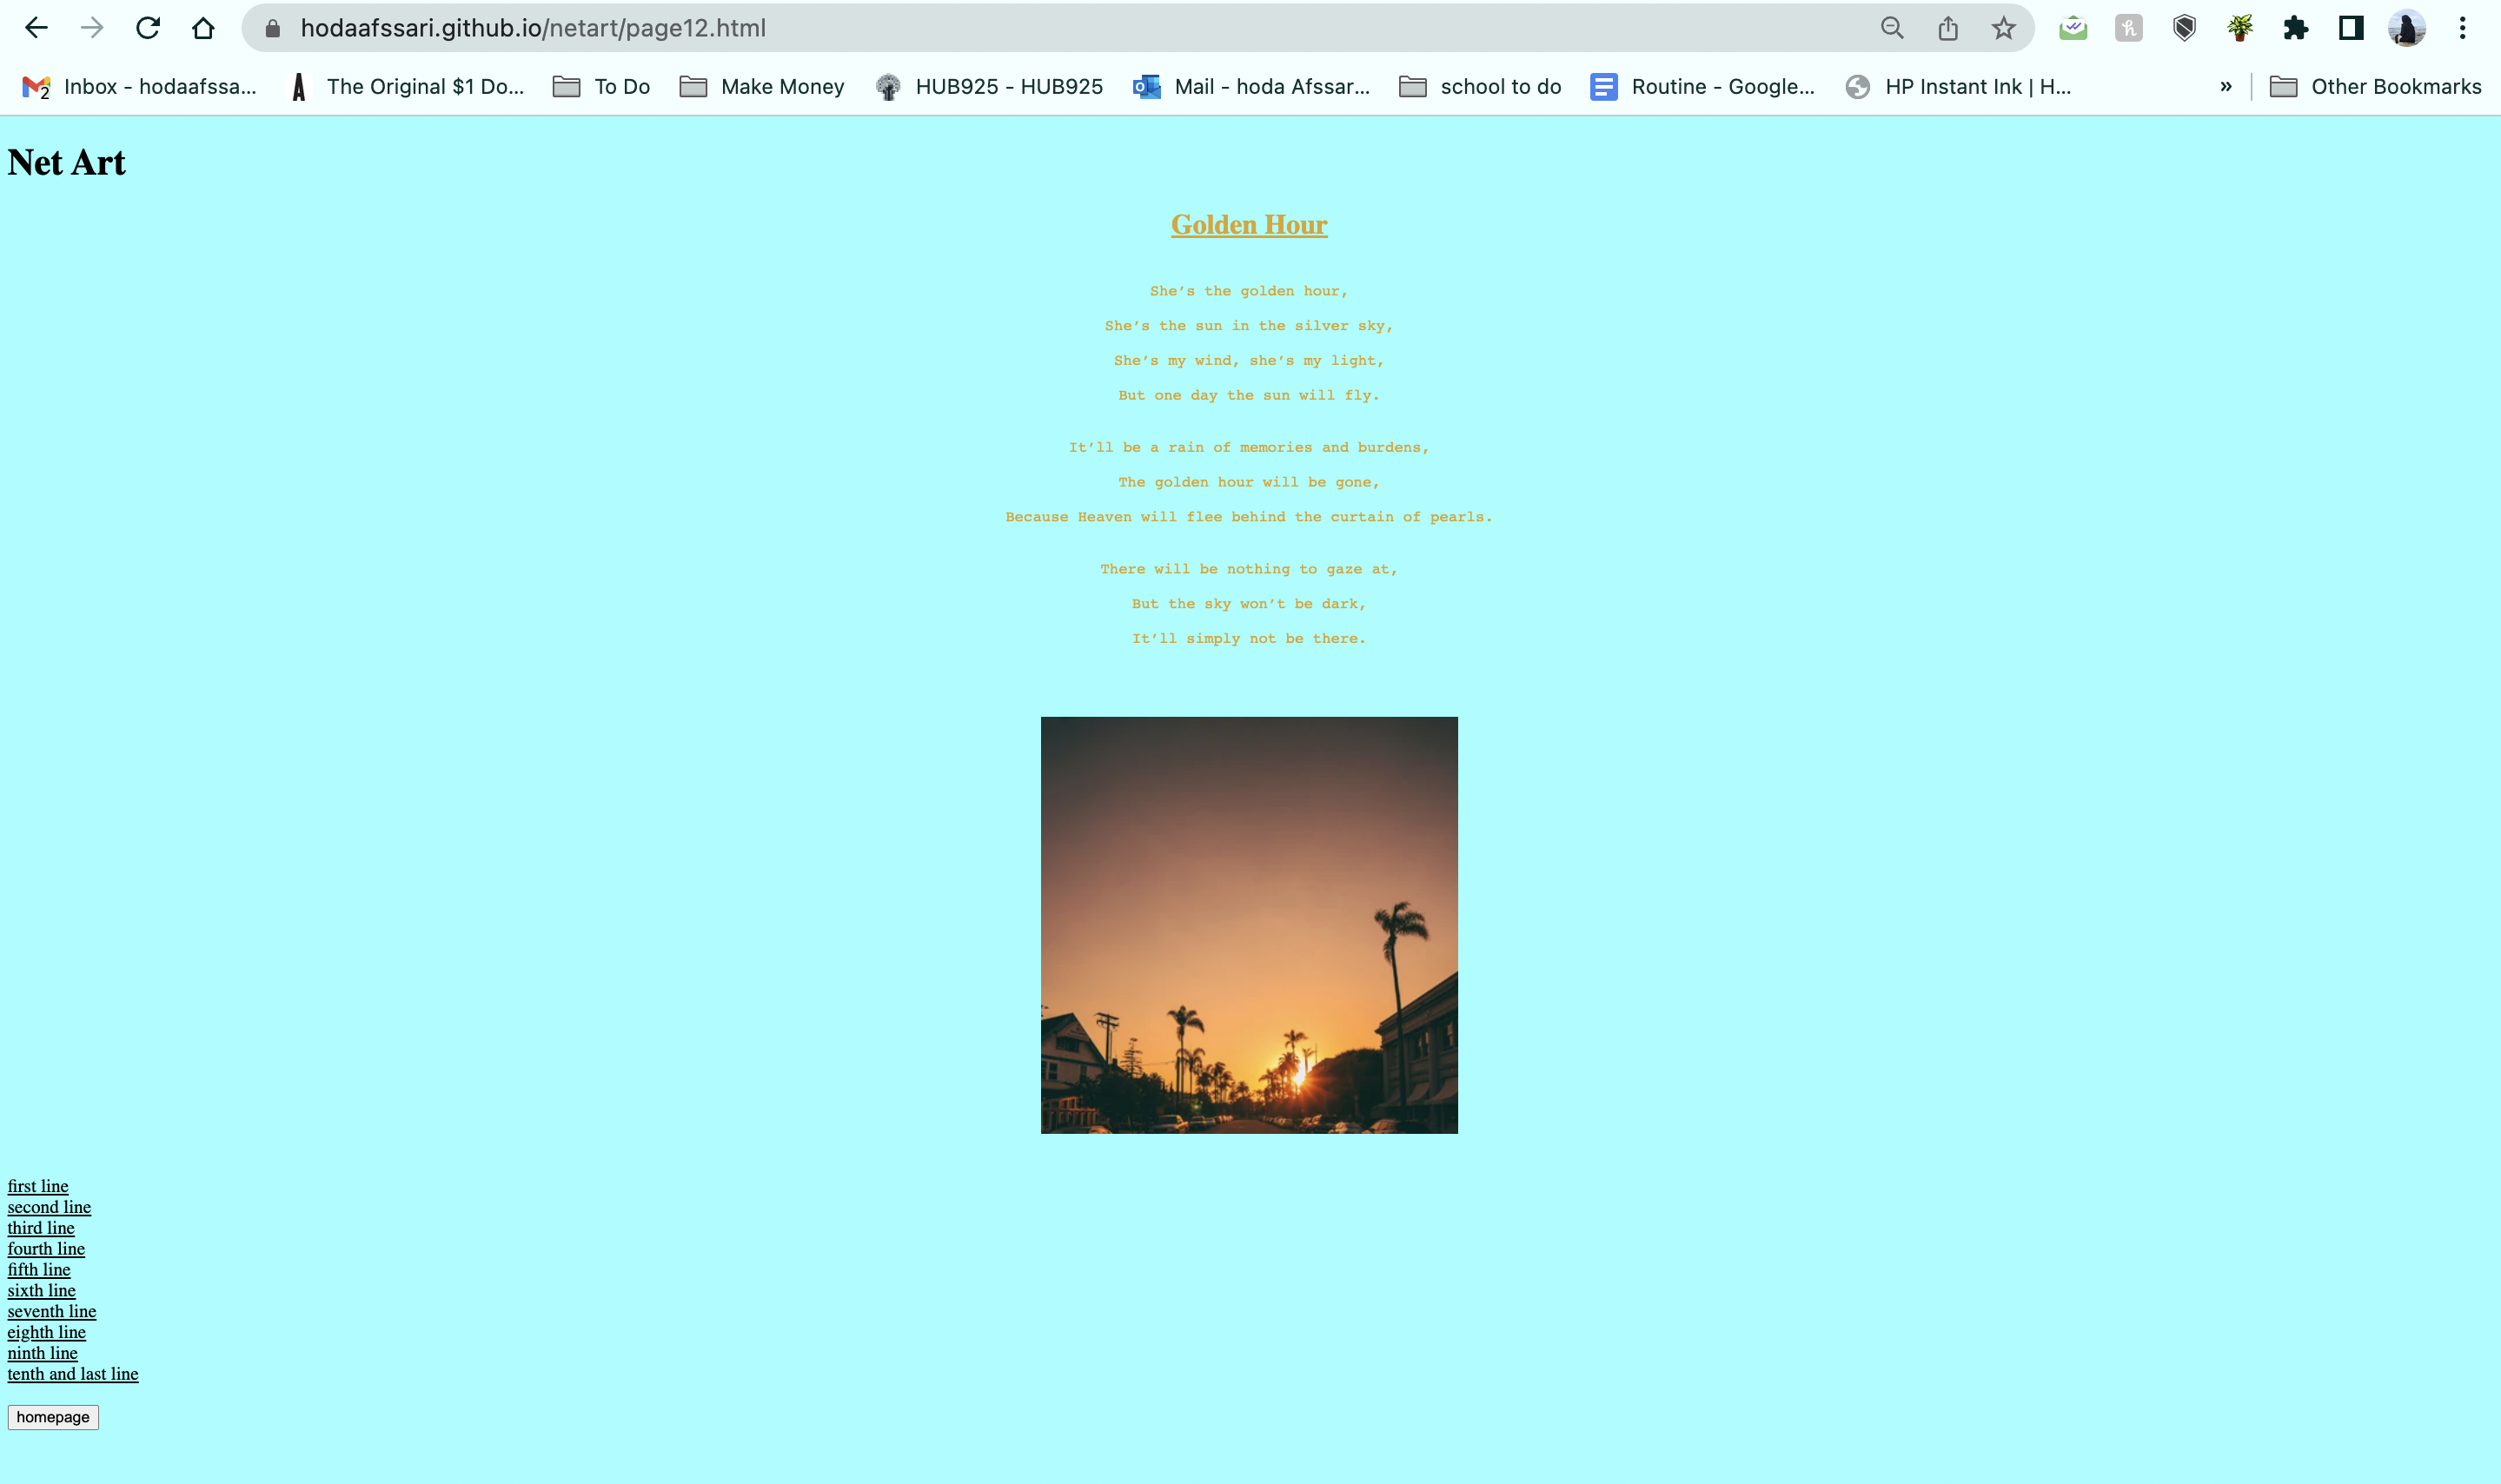 hodaafssari.github.io/netart/page12.html
2 Inbox - hodaafssa... The Original $1 Do... To Do Make Money HUB925 - HUB925 Mail - hoda Afssar... school to do Routine - Google... HP Instant Ink | H... » Other Bookmarks
Net Art
Golden Hour
She’s the golden hour,
She’s the sun in the silver sky,
She’s my wind, she’s my light,
But one day the sun will fly.
It’ll be a rain of memories and burdens,
The golden hour will be gone,
Because Heaven will flee behind the curtain of pearls.
There will be nothing to gaze at,
But the sky won’t be dark,
It’ll simply not be there.
first line
second line
third line
fourth line
fifth line
sixth line
seventh line
eighth line
ninth line
tenth and last line
homepage